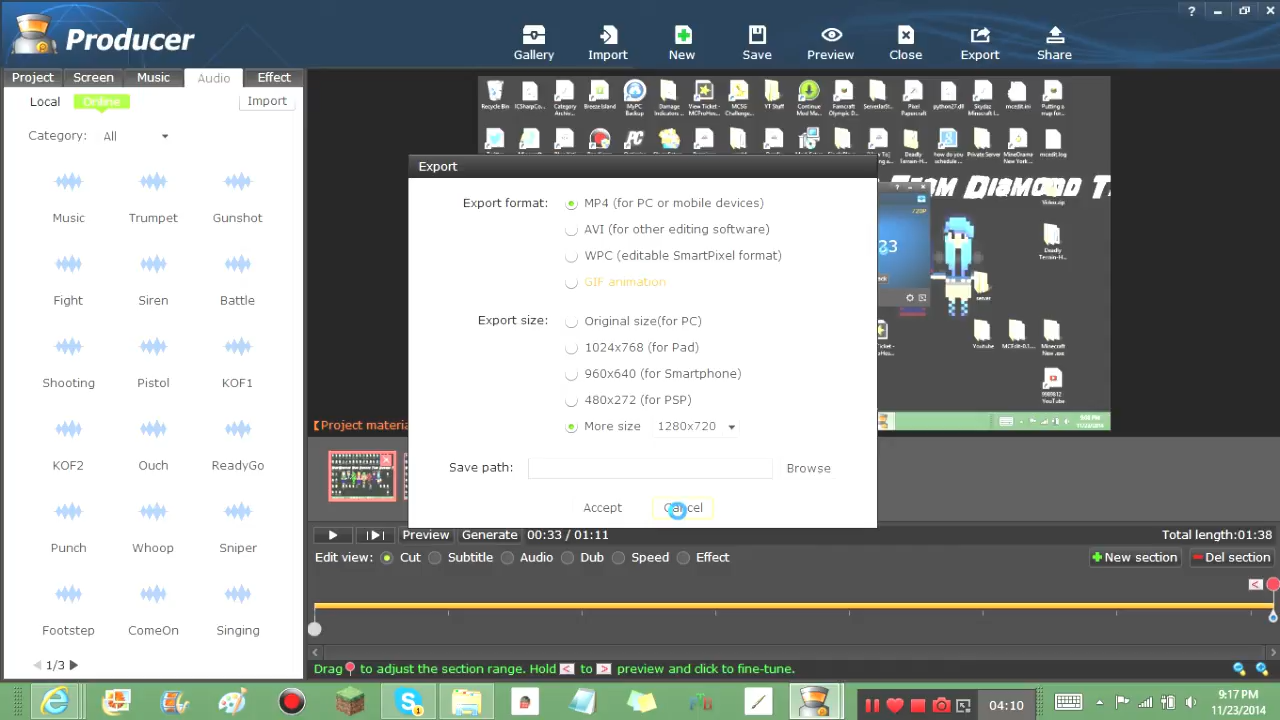 Producer
Gallery Import New Save Preview Close Export Share
Project Screen Music Audio Effect
Local Online Import
Category: All
Music Trumpet Gunshot
Fight Siren Battle
Shooting Pistol KOF1
KOF2 Ouch ReadyGo
Punch Whoop Sniper
Footstep ComeOn Singing
1/3
Export
Export format: MP4 (for PC or mobile devices)
AVI (for other editing software)
WPC (editable SmartPixel format)
GIF animation
Export size: Original size(for PC)
1024x768 (for Pad)
960x640 (for Smartphone)
480x272 (for PSP)
More size 1280x720
Save path: Browse
Accept Cancel
【Project materia
Preview Generate 00:33 / 01:11 Total length:01:38
Edit view: Cut Subtitle Audio Dub Speed Effect New section Del section
Drag to adjust the section range. Hold < to > preview and click to fine-tune.
04:10
9:17 PM
11/23/2014